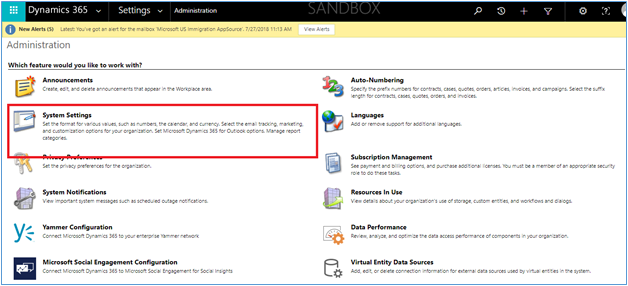 Dynamics 365 Settings Administration SANDBOX
New Alerts (5) Latest: You've got an alert for the mailbox 'Microsoft US Immigration AppSource'. 7/27/2018 11:13 AM View Alerts
Administration
Which feature would you like to work with?
Announcements
Create, edit, and delete announcements that appear in the Workplace area.
Auto-Numbering
Specify the prefix numbers for contracts, cases, quotes, orders, articles, invoices, and campaigns. Select the suffix
length for contracts, cases, quotes, orders, and invoices.
System Settings
Set the format for various values, such as numbers, the calendar, and currency. Select the email tracking, marketing,
and customization options for your organization. Set Microsoft Dynamics 365 for Outlook options. Manage report
categories.
Languages
Add or remove support for additional languages.
Privacy Preferences
Set the privacy preferences for the organization.
Subscription Management
See payment and billing options, and purchase additional licenses. You must be a member of an appropriate security
role to do these tasks.
System Notifications
View important system messages such as scheduled outage notifications.
Resources In Use
View details about your organization's use of storage, custom entities, and workflows and dialogs.
Yammer Configuration
Connect Microsoft Dynamics 365 to your enterprise Yammer network
Data Performance
Review, analyze, and optimize the data access performance of components in your organization.
Microsoft Social Engagement Configuration
Connect Microsoft Dynamics 365 to Microsoft Social Engagement for Social Insights
Virtual Entity Data Sources
Add, edit, or delete connection information for external data sources used by virtual entities in the system.